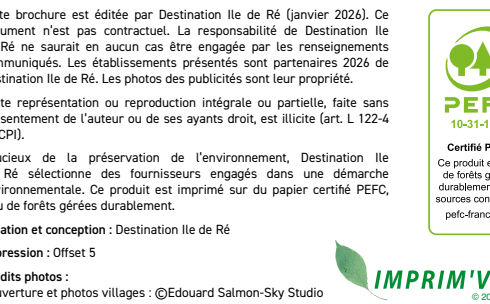 te brochure est éditée par Destination Ile de Ré (janvier 2026). Ce
ument n'est pas contractuel. La responsabilité de Destination Ile
Ré ne saurait en aucun cas être engagée par les renseignements
mmuniqués. Les établissements présentés sont partenaires 2026 de
tination Ile de Ré. Les photos des publicités sont leur propriété.
te représentation ou reproduction intégrale ou partielle, faite sans
sentement de l'auteur ou de ses ayants droit, est illicite (art. L 122-4
CPI).
ucieux de la préservation de l'environnement, Destination Ile
Ré sélectionne des fournisseurs engagés dans une démarche
ironnementale. Ce produit est imprimé sur du papier certifié PEFC,
u de forêts gérées durablement.
ation et conception : Destination Ile de Ré
pression : Offset 5
dits photos :
uverture et photos villages : ©Edouard Salmon-Sky Studio
PEF
10-31-1
Certifié P
Ce produit e
de forêts g
durablemen
sources con
pefc-franc
IMPRIM'V
© 20